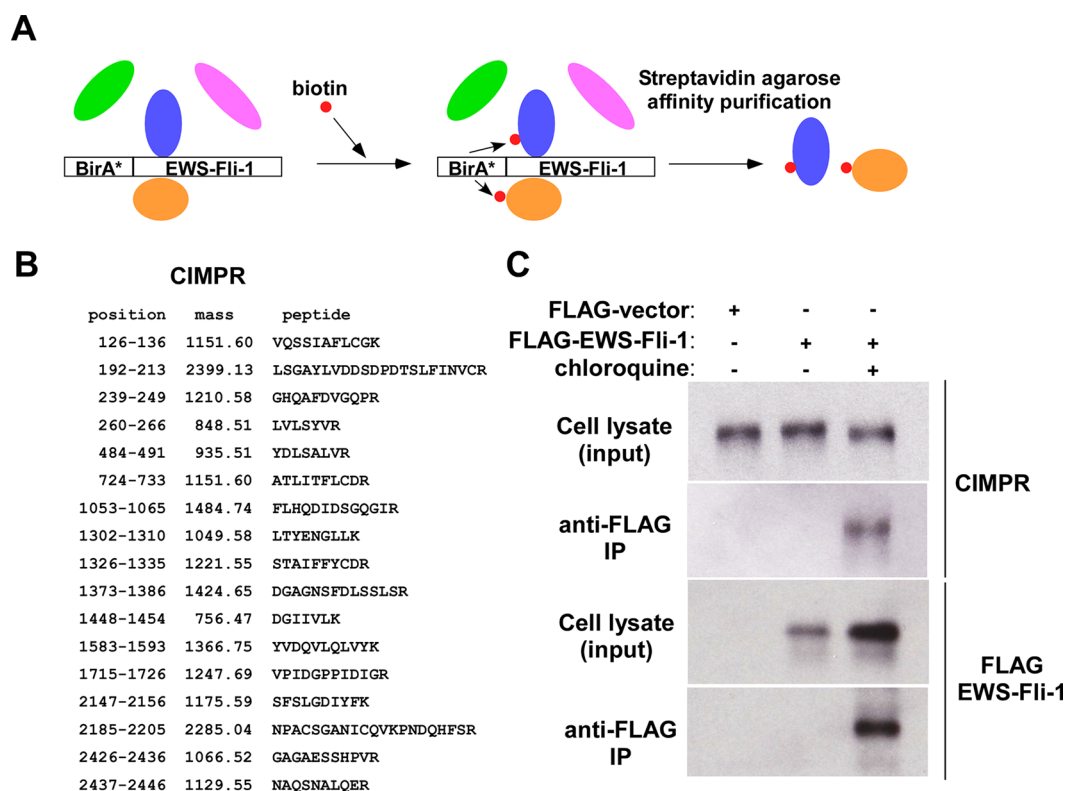 A
biotin
Streptavidin agarose
affinity purification
BirA* EWS-Fli-1
BirA* EWS-Fli-1
B
CIMPR
position mass peptide
126-136 1151.60 VQSSIAFLCGK
192-213 2399.13 LSGAYLVDDSDPDTSLFINVCR
239-249 1210.58 GHQAFDVGQPR
260-266 848.51 LVLSYVR
484-491 935.51 YDLSALVR
724-733 1151.60 ATLITFLCDR
1053-1065 1484.74 FLHQDIDSGQGIR
1302-1310 1049.58 LTYENGLLK
1326-1335 1221.55 STAIFFYCDR
1373-1386 1424.65 DGAGNSFDLSSLSR
1448-1454 756.47 DGIIVLK
1583-1593 1366.75 YVDQVLQLVYK
1715-1726 1247.69 VPIDGPPIDIGR
2147-2156 1175.59 SFSLGDIYFK
2185-2205 2285.04 NPACSGANICQVKPNDQHFSR
2426-2436 1066.52 GAGAESSHPVR
2437-2446 1129.55 NAQSNALQER
C
FLAG-vector: + - -
FLAG-EWS-Fli-1: - + +
chloroquine: - - +
Cell lysate
(input)
anti-FLAG
IP
CIMPR
Cell lysate
(input)
anti-FLAG
IP
FLAG
EWS-Fli-1